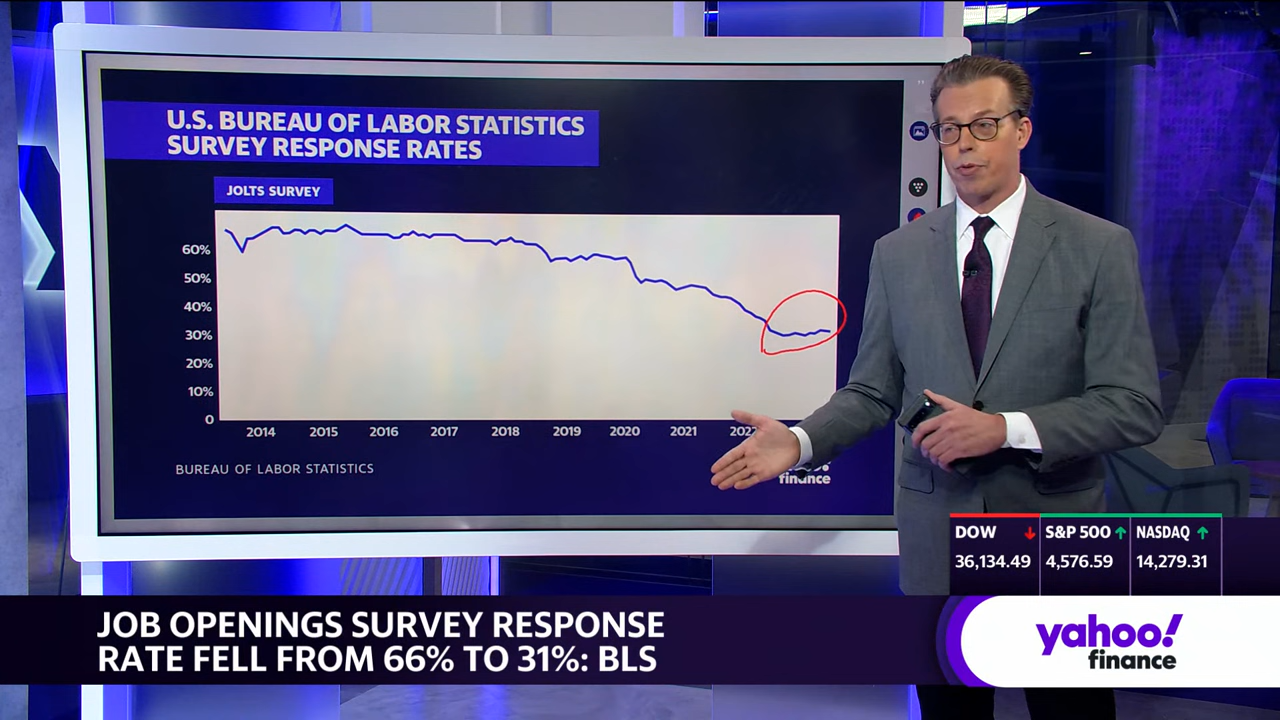 U.S. BUREAU OF LABOR STATISTICS
SURVEY RESPONSE RATES
JOLTS SURVEY
60%
50%
40%
30%
20%
10%
0
2014 2015 2016 2017 2018 2019 2020 2021 2022
BUREAU OF LABOR STATISTICS
finance
DOW S&P 500 NASDAQ
36,134.49 4,576.59 14,279.31
JOB OPENINGS SURVEY RESPONSE
RATE FELL FROM 66% TO 31%: BLS
yahoo!
finance